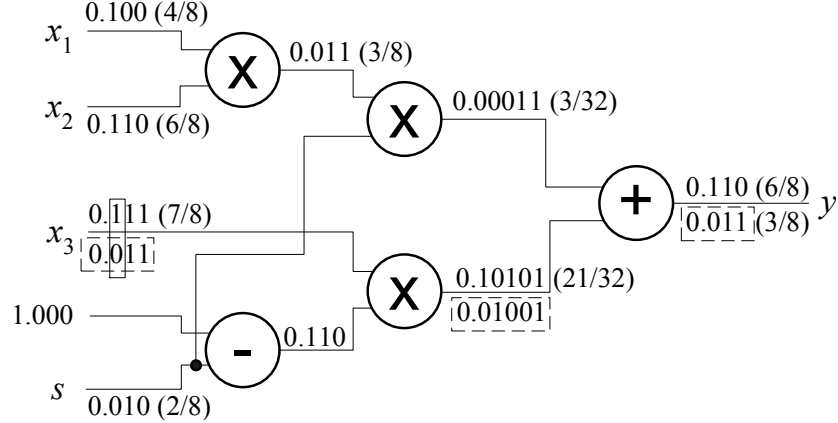 0.100 (4/8)
x1
X
0.011 (3/8)
x2
0.110 (6/8)
X
0.00011 (3/32)
+
0.110 (6/8)
y
0.011 (3/8)
0.111 (7/8)
x3
0.011
X
0.10101 (21/32)
0.01001
1.000
-
0.110
s
0.010 (2/8)